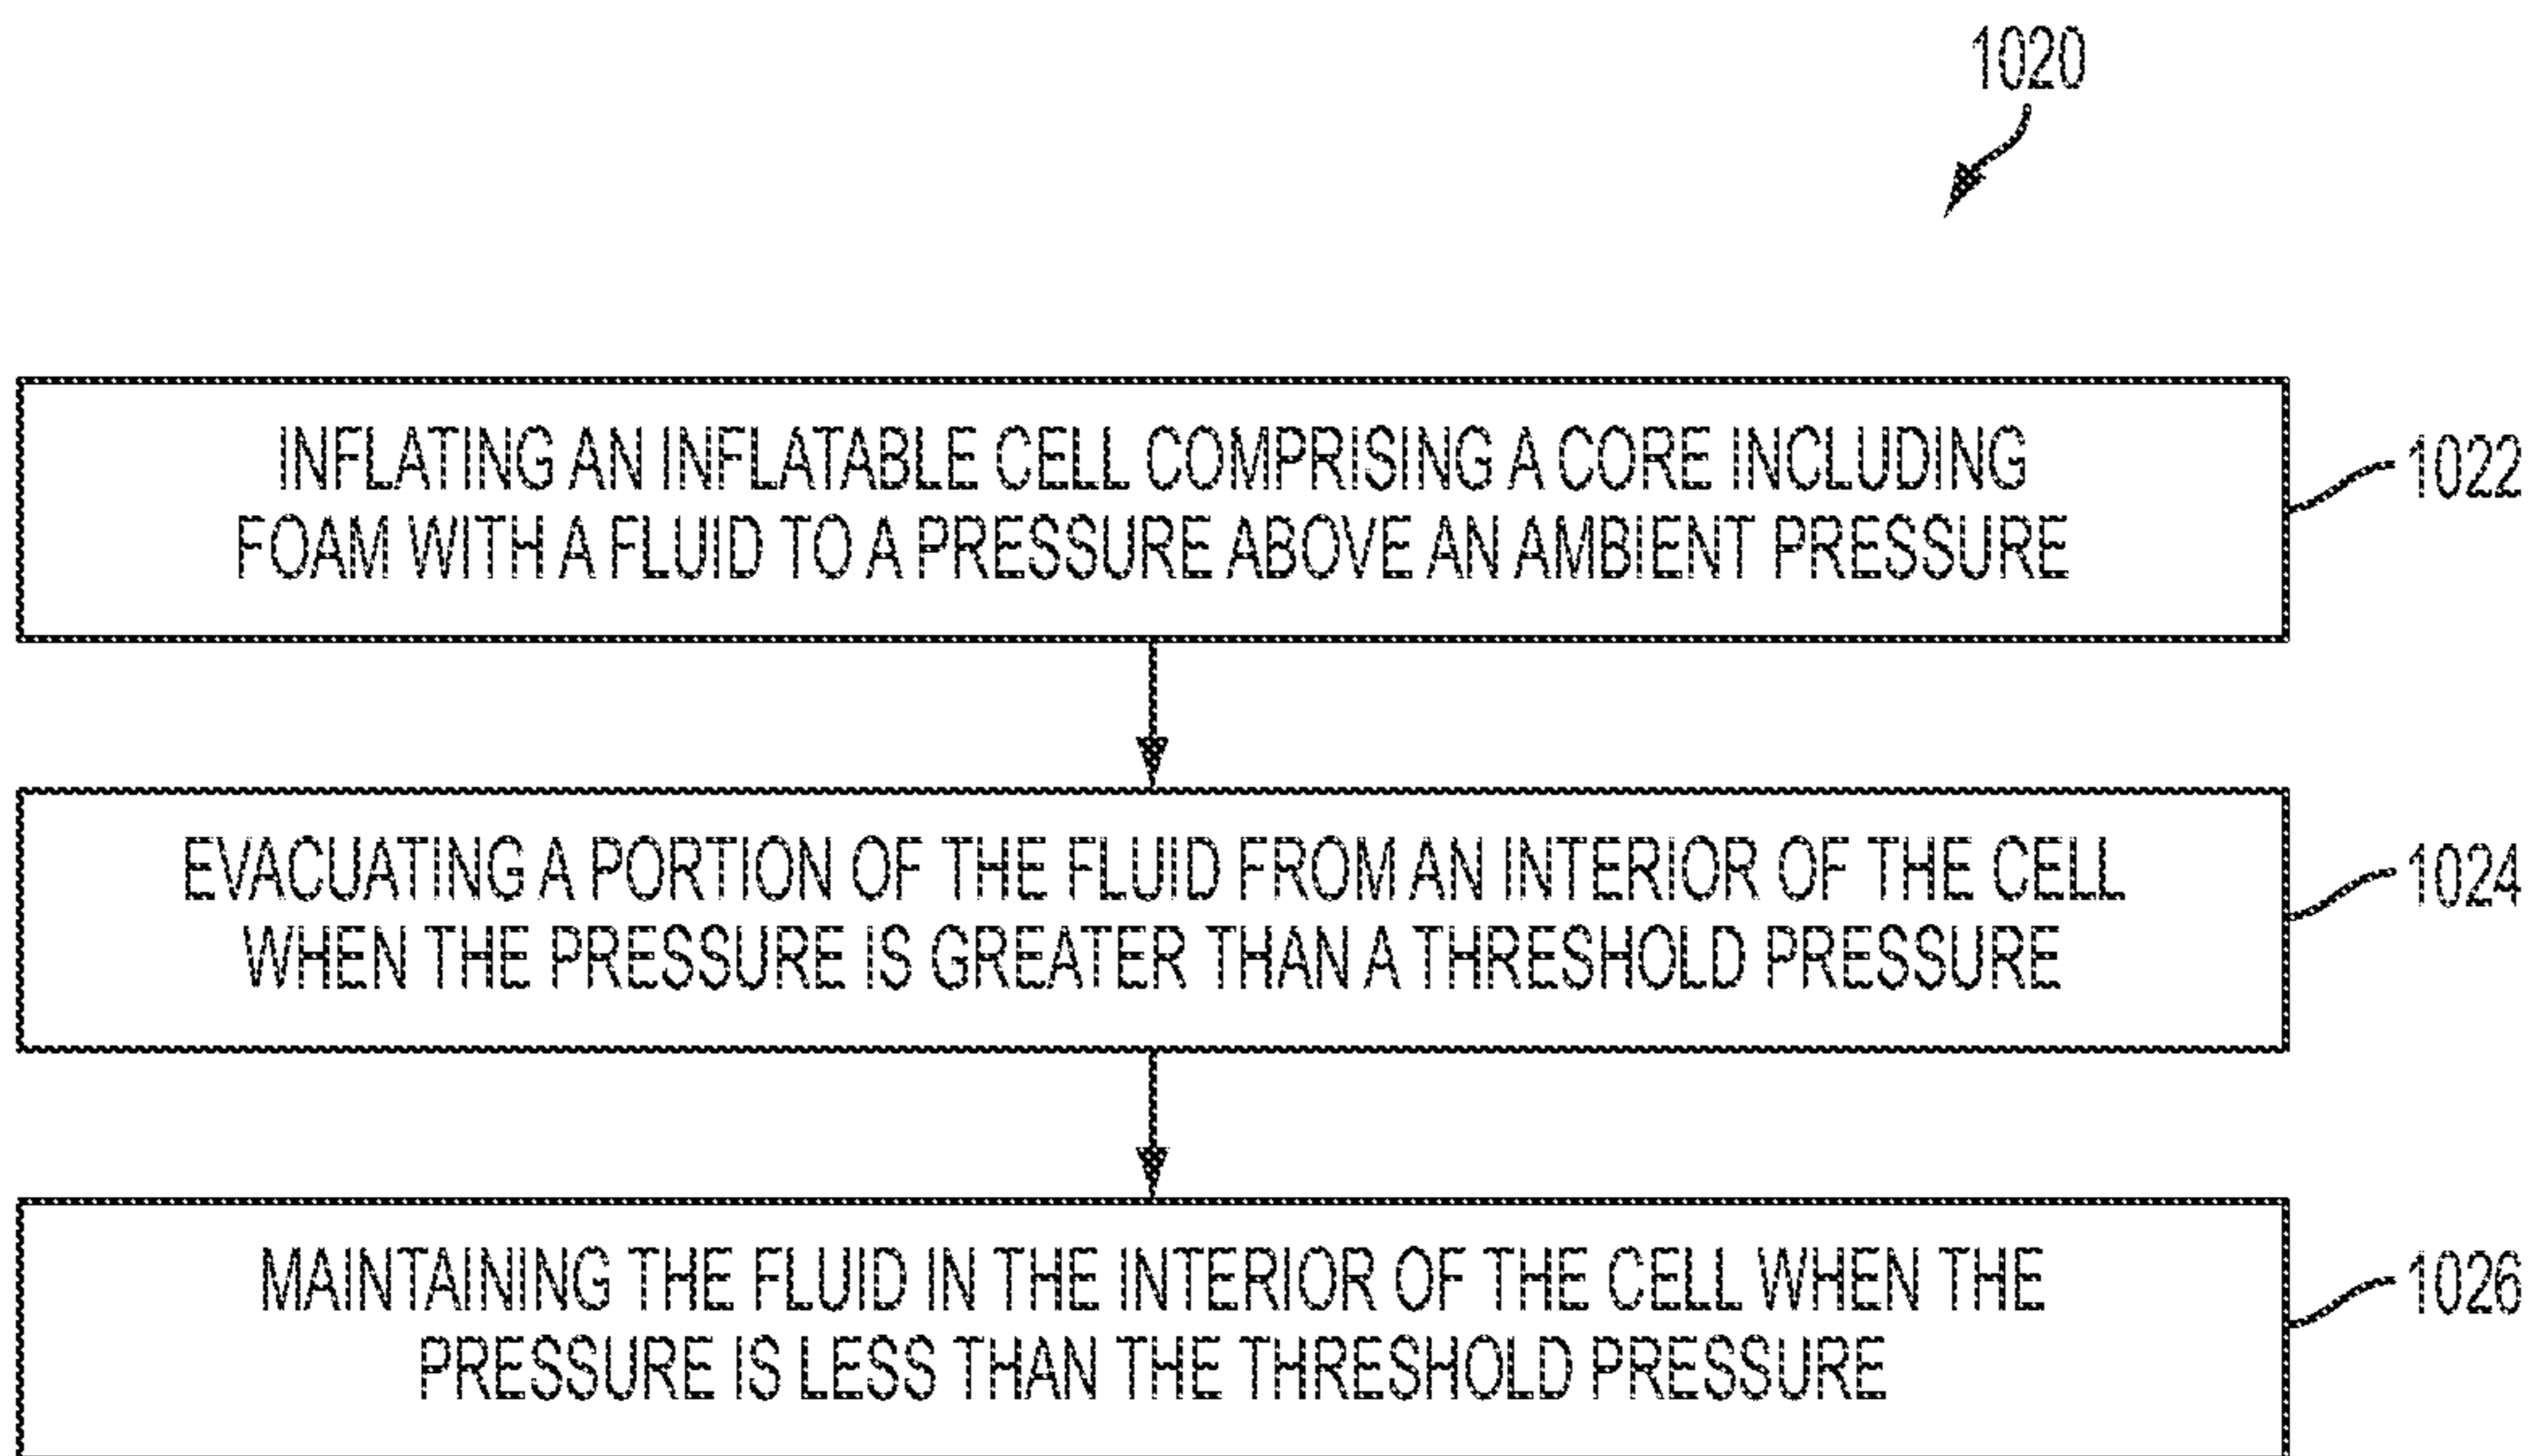 1020
INFLATING AN INFLATABLE CELL COMPRISING A CORE INCLUDING
FOAM WITH A FLUID TO A PRESSURE ABOVE AN AMBIENT PRESSURE
1022
EVACUATING A PORTION OF THE FLUID FROM AN INTERIOR OF THE CELL
WHEN THE PRESSURE IS GREATER THAN A THRESHOLD PRESSURE
1024
MAINTAINING THE FLUID IN THE INTERIOR OF THE CELL WHEN THE
PRESSURE IS LESS THAN THE THRESHOLD PRESSURE
1026